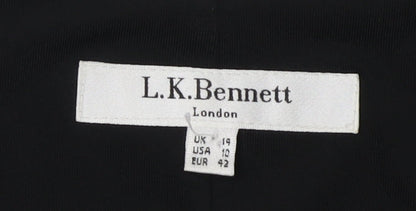 L.K.Bennett
London
UK 14
USA 10
EUR 42